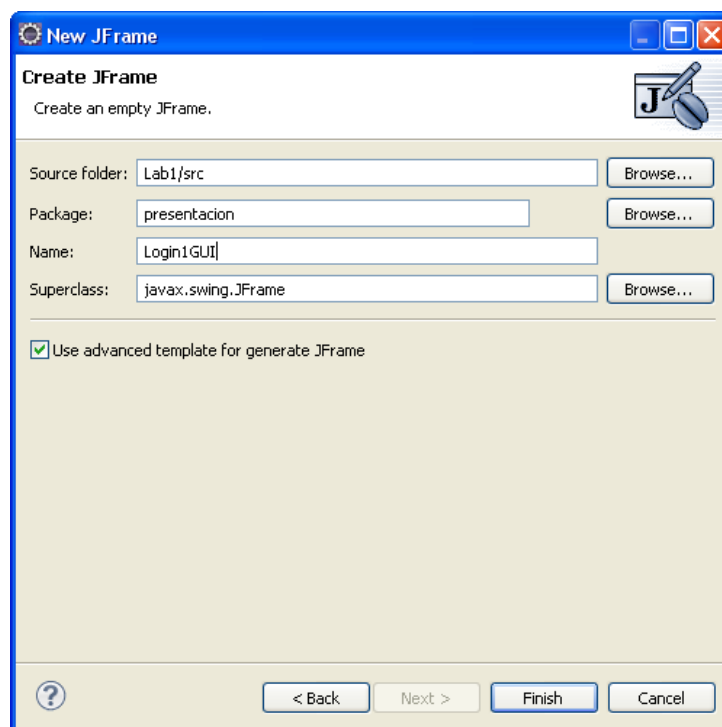 New JFrame
Create JFrame
Create an empty JFrame.
J
Source folder: Lab1/src Browse...
Package: presentacion Browse...
Name: Login1GUI
Superclass: javax.swing.JFrame Browse...
Use advanced template for generate JFrame
? < Back Next > Finish Cancel